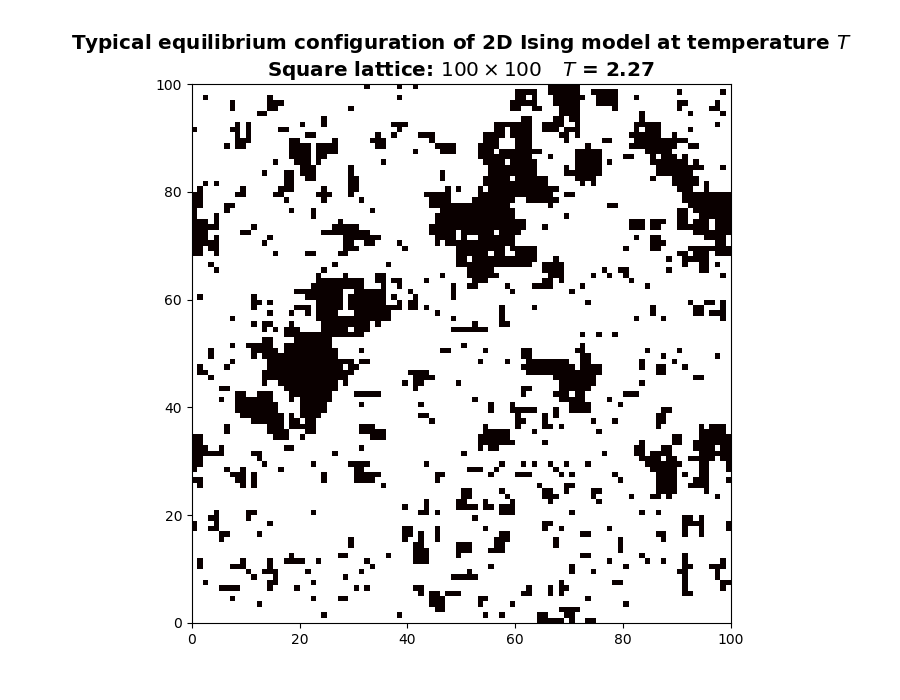 Typical equilibrium configuration of 2D Ising model at temperature T
Square lattice: 100 × 100 T = 2.27
100
80
60
40
20
0
0 20 40 60 80 100